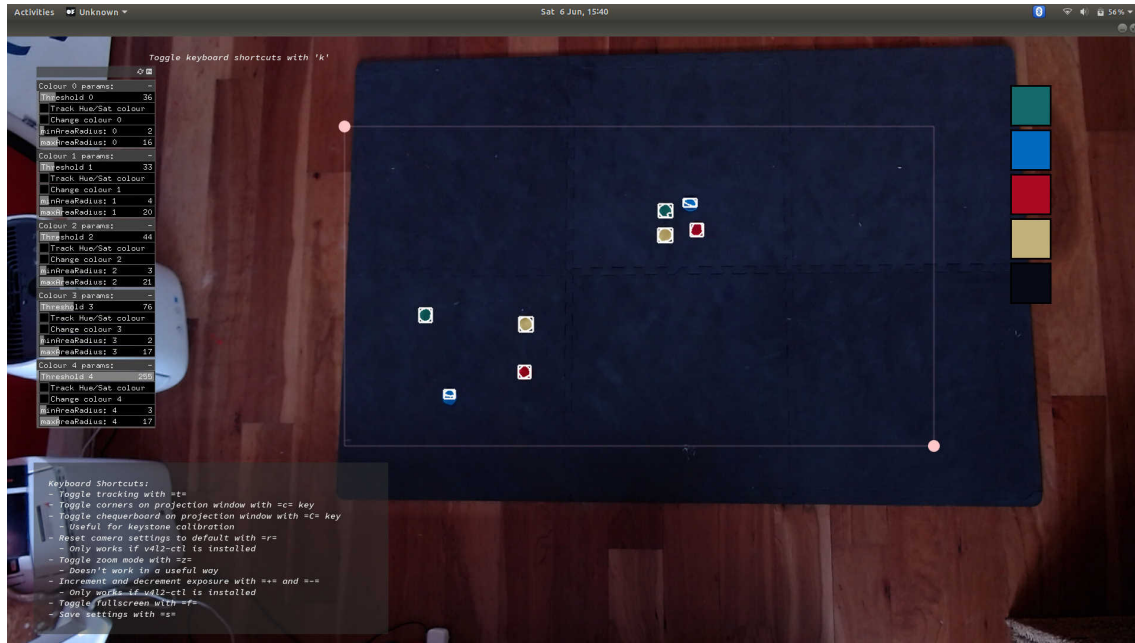 Activities
Unknown
Sat 6 Jun, 15:40
56%
Toggle keyboard shortcuts with 'k'
Colour 0 params: -
Threshold 0 36
Track Hue/Sat colour
Change colour 0
minAreaRadius: 0 2
maxAreaRadius: 0 16
Colour 1 params: -
Threshold 1 33
Track Hue/Sat colour
Change colour 1
minAreaRadius: 1 4
maxAreaRadius: 1 20
Colour 2 params: -
Threshold 2 44
Track Hue/Sat colour
Change colour 2
minAreaRadius: 2 3
maxAreaRadius: 2 21
Colour 3 params: -
Threshold 3 76
Track Hue/Sat colour
Change colour 3
minAreaRadius: 3 2
maxAreaRadius: 3 17
Colour 4 params: -
Threshold 4 255
Track Hue/Sat colour
Change colour 4
minAreaRadius: 4 3
maxAreaRadius: 4 17
Keyboard Shortcuts:
- Toggle tracking with =t=
- Toggle corners on projection window with =c= key
- Toggle chequerboard on projection window with =C= key
- Useful for keystone calibration
- Reset camera settings to default with =r=
- Only works if v4l2-ctl is installed
- Toggle zoom mode with =z=
- Doesn't work in a useful way
- Increment and decrement exposure with =+= and =-=
- Only works if v4l2-ctl is installed
- Toggle fullscreen with =f=
- Save settings with =s=